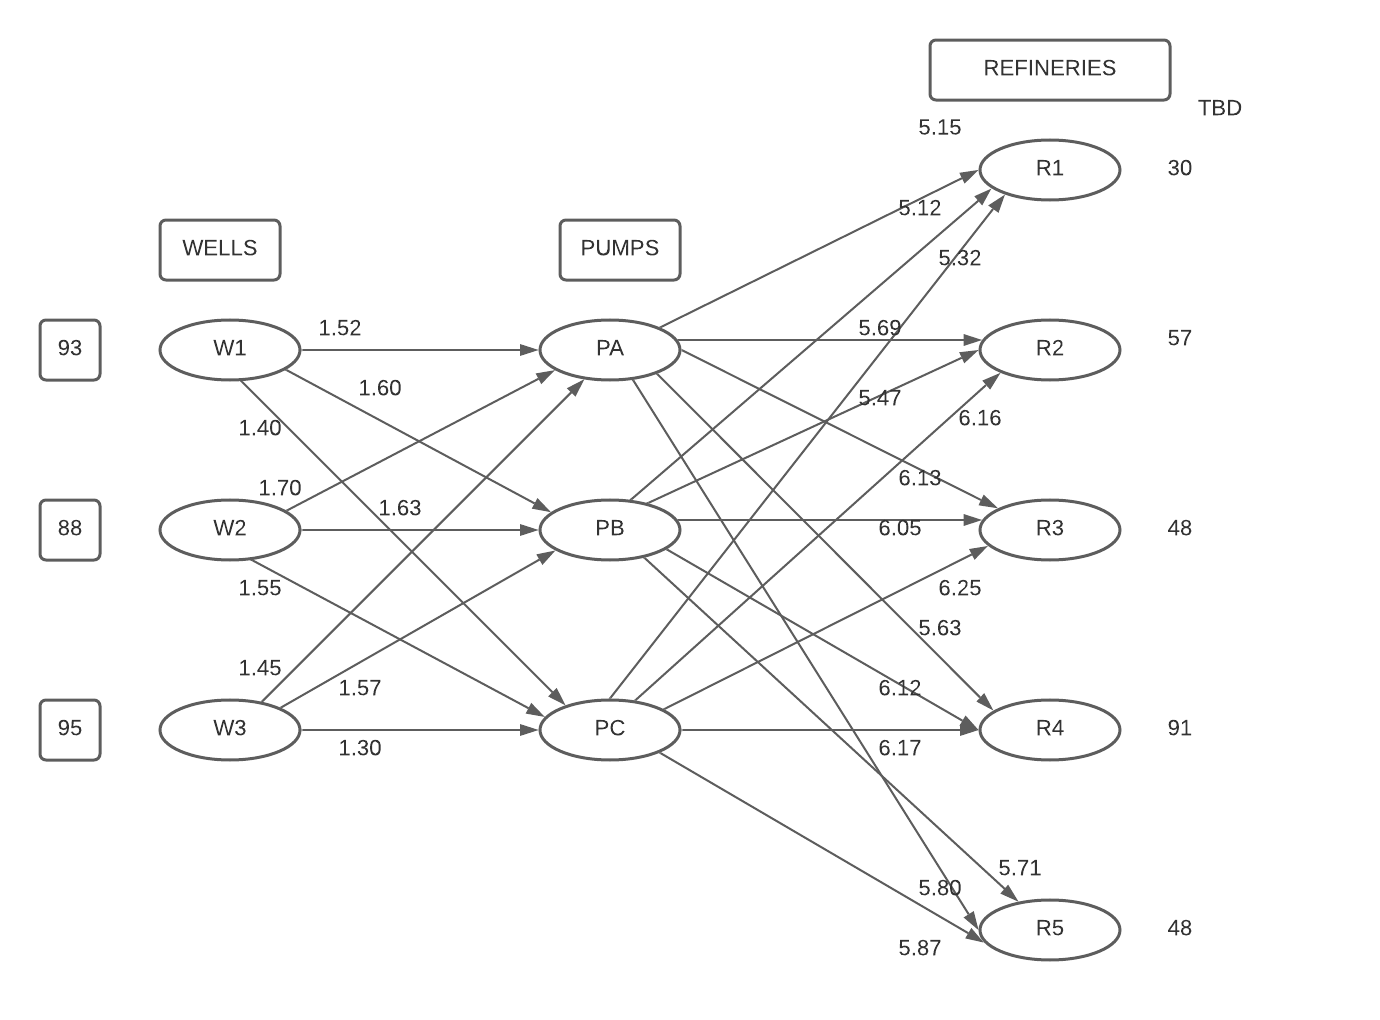 REFINERIES
TBD
5.15
R1
30
5.12
WELLS
PUMPS
5.32
93
W1
1.52
PA
5.69
R2
57
1.60
5.47
6.16
1.40
1.70
1.63
6.13
88
W2
PB
6.05
R3
48
1.55
6.25
5.63
1.45
1.57
6.12
95
W3
1.30
PC
6.17
R4
91
5.71
5.80
5.87
R5
48